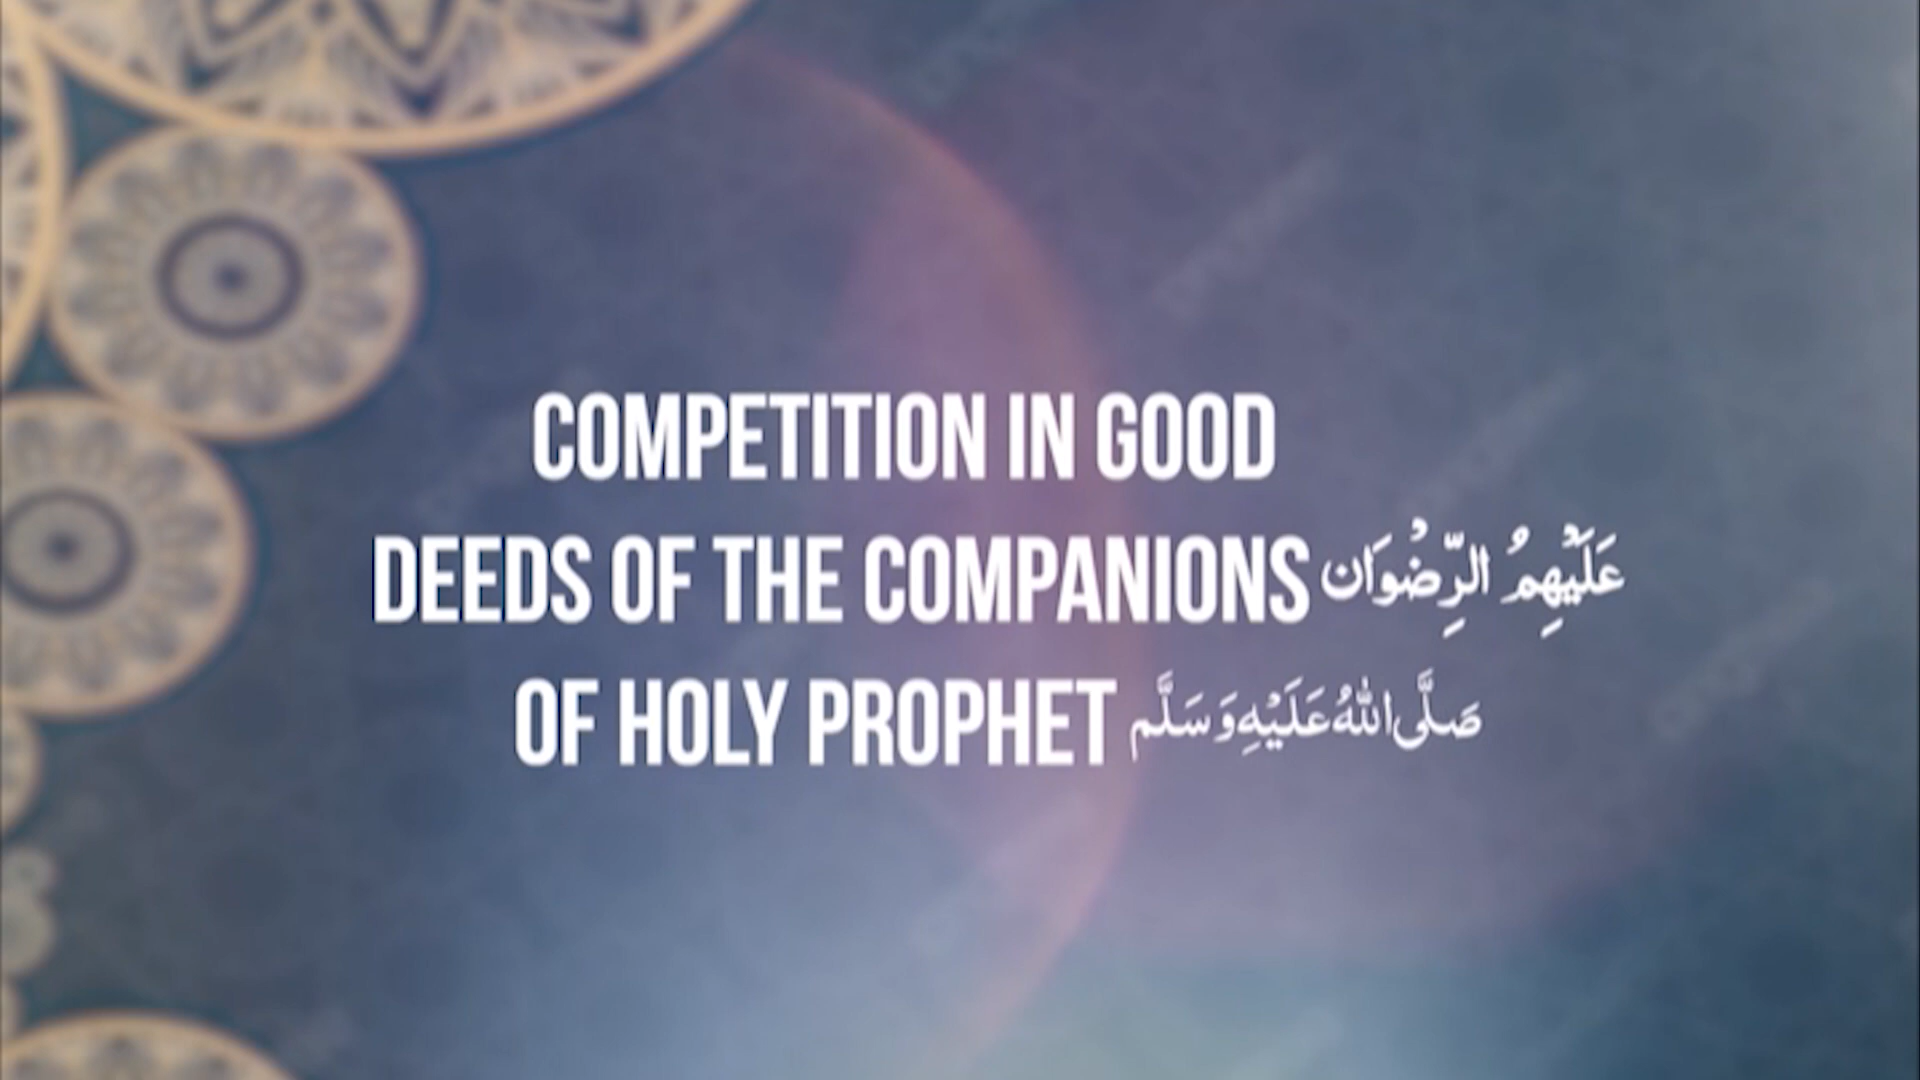 COMPETITION IN GOOD
DEEDS OF THE COMPANIONS عَلَيْهِمُ الرِّضْوَان
OF HOLY PROPHET صَلَّى اللهُ عَلَيْهِ وَسَلَّم